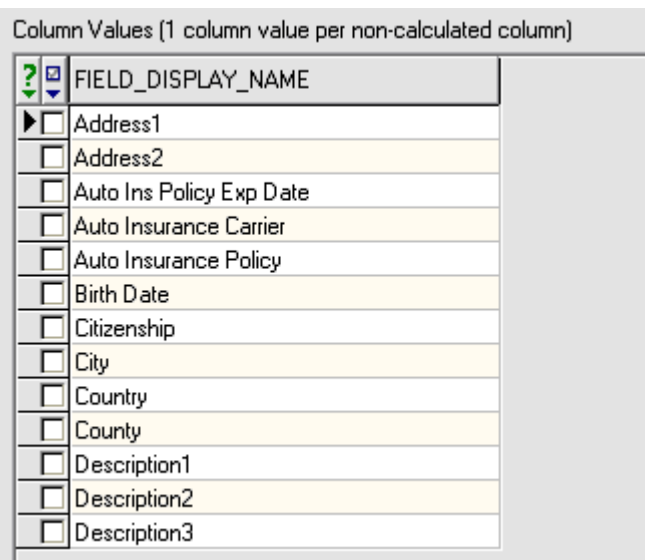 Column Values (1 column value per non-calculated column)
? FIELD_DISPLAY_NAME
Address1
Address2
Auto Ins Policy Exp Date
Auto Insurance Carrier
Auto Insurance Policy
Birth Date
Citizenship
City
Country
County
Description1
Description2
Description3